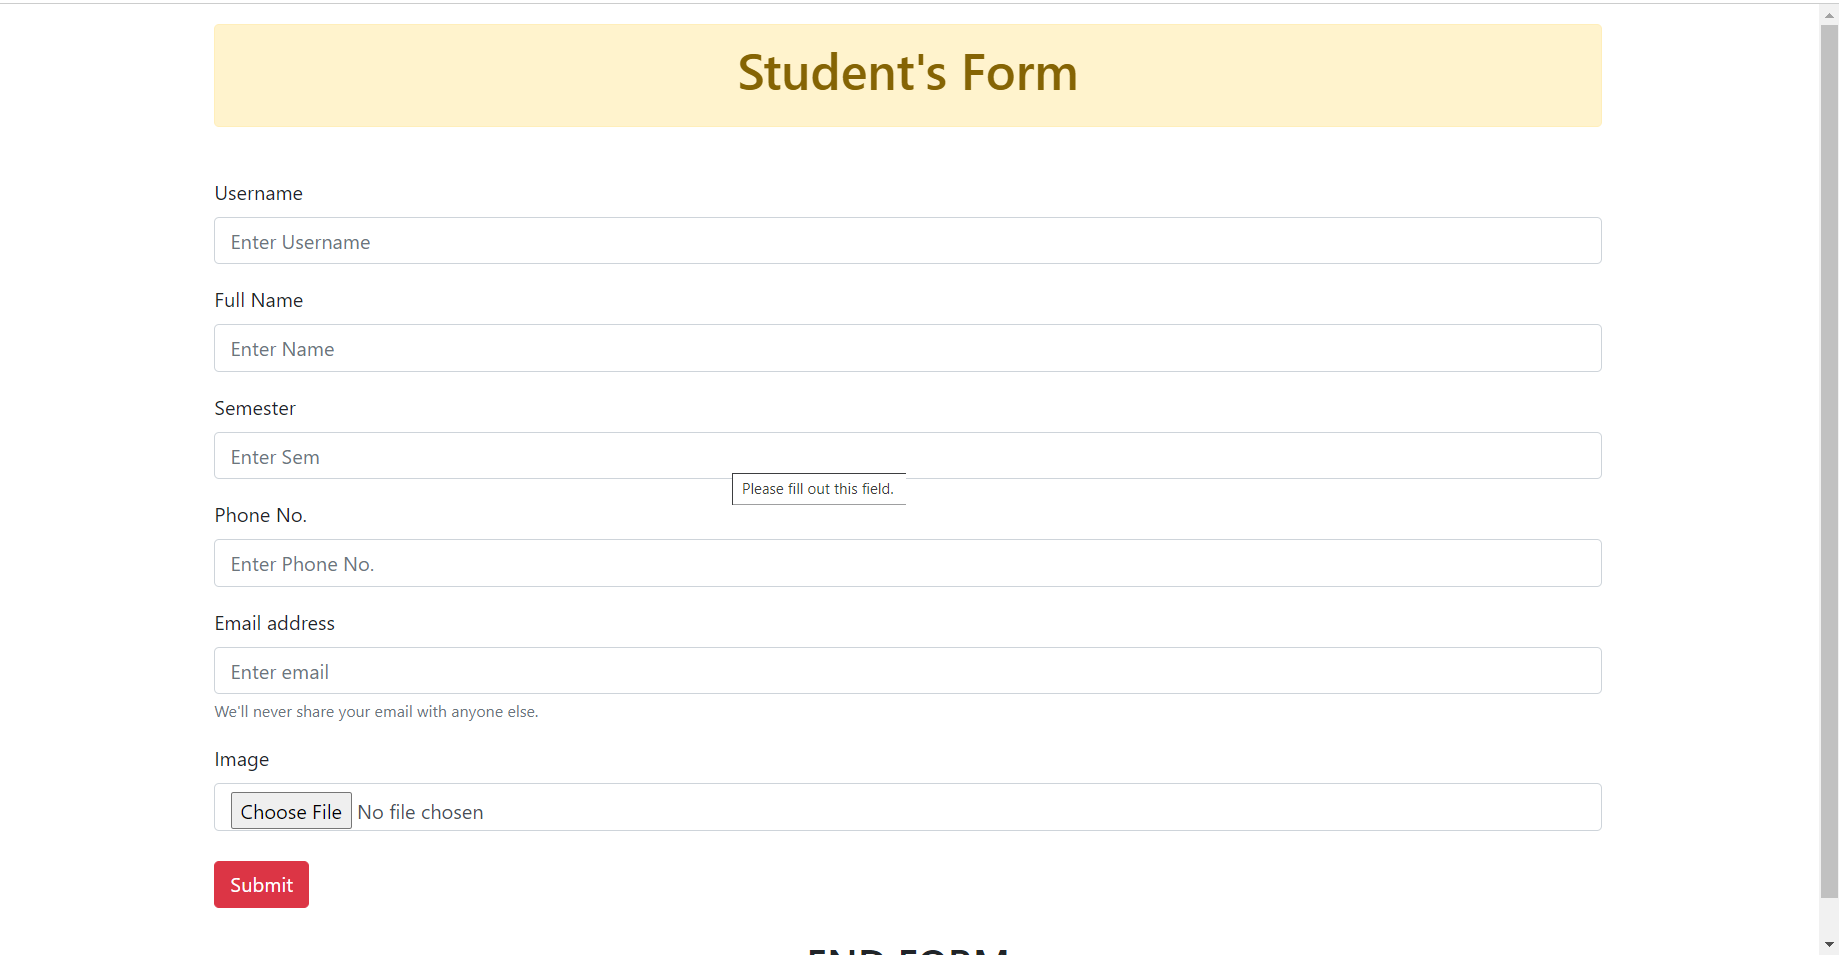 Student's Form
Username
Enter Username
Full Name
Enter Name
Semester
Enter Sem
Please fill out this field.
Phone No.
Enter Phone No.
Email address
Enter email
We'll never share your email with anyone else.
Image
Choose File No file chosen
Submit
END FORM